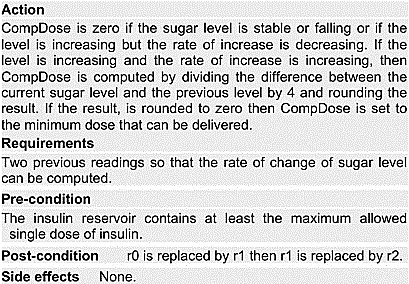 Action
CompDose is zero if the sugar level is stable or falling or if the
level is increasing but the rate of increase is decreasing. If the
level is increasing and the rate of increase is increasing, then
CompDose is computed by dividing the difference between the
current sugar level and the previous level by 4 and rounding the
result. If the result, is rounded to zero then CompDose is set to
the minimum dose that can be delivered.
Requirements
Two previous readings so that the rate of change of sugar level
can be computed.
Pre-condition
The insulin reservoir contains at least the maximum allowed
single dose of insulin.
Post-condition r0 is replaced by r1 then r1 is replaced by r2.
Side effects None.